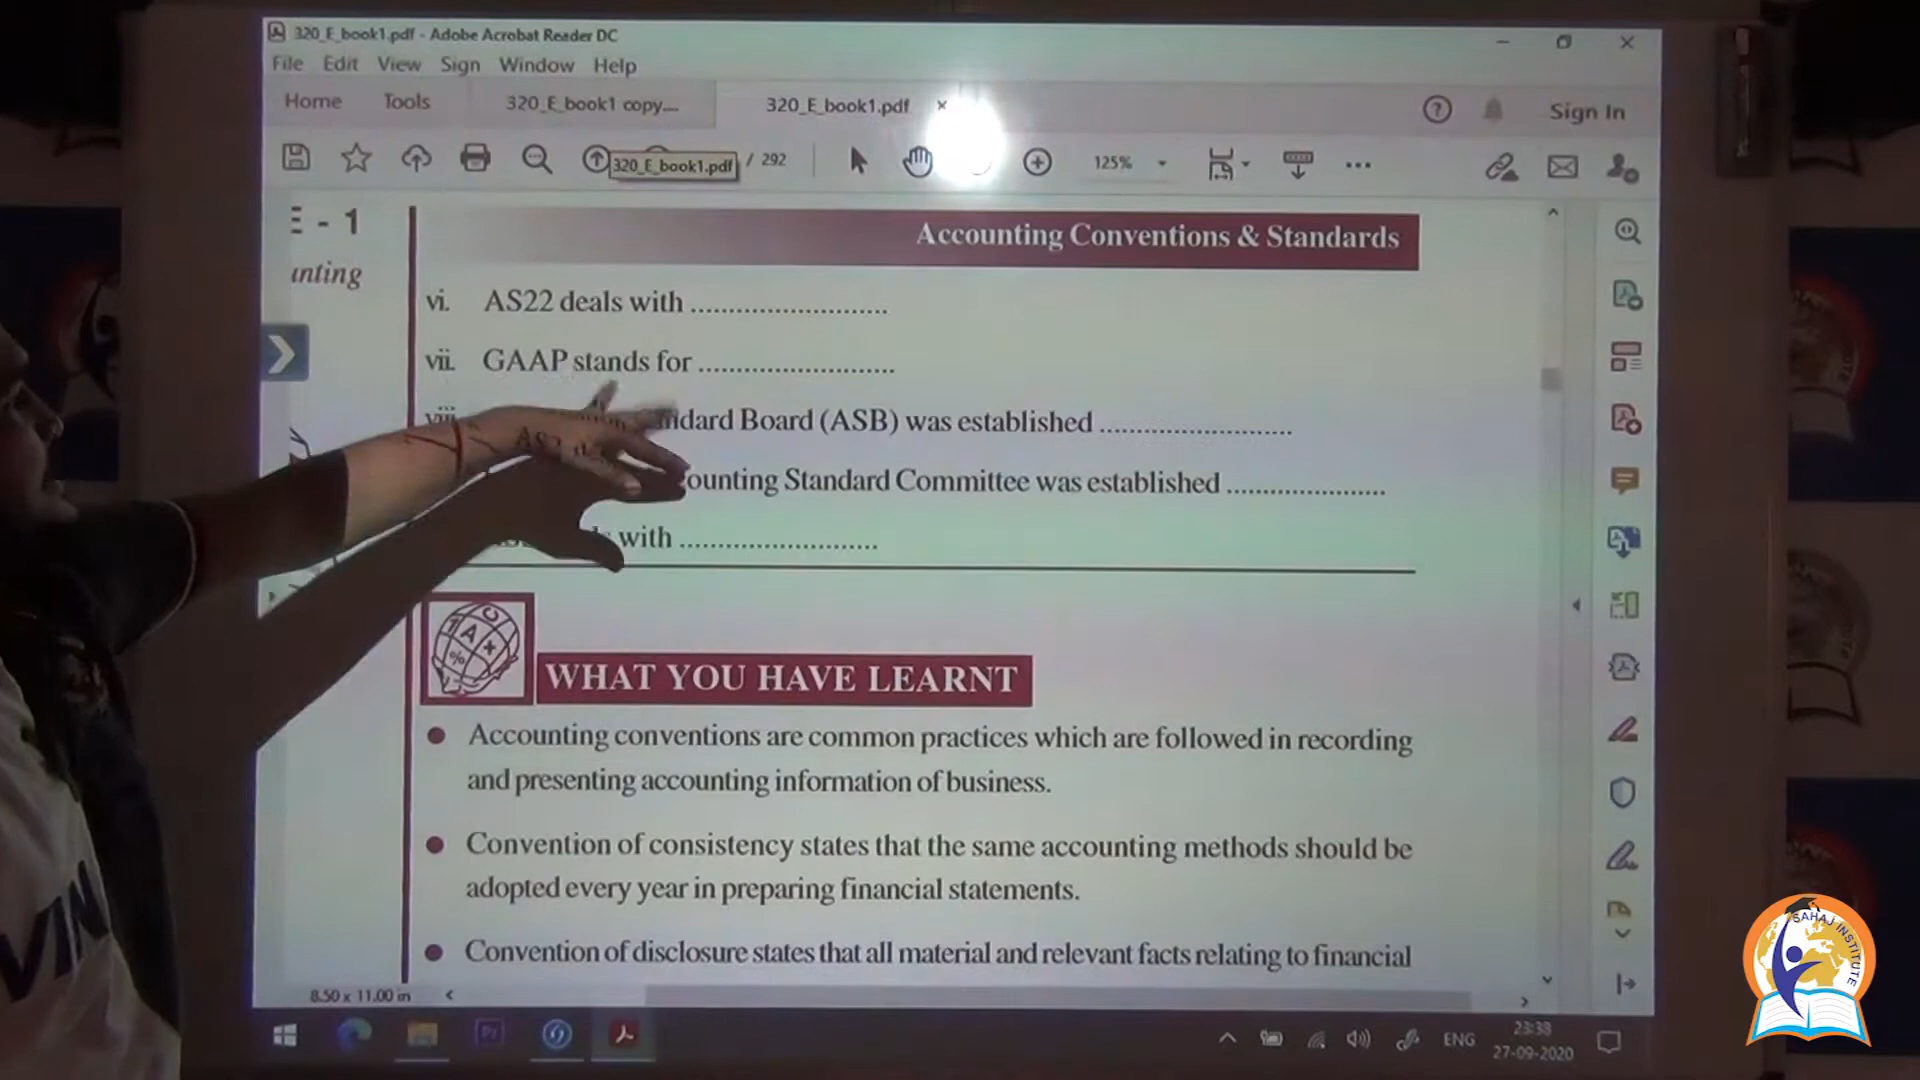 320_E_book1.pdf - Adobe Acrobat Reader DC
File Edit View Sign Window Help
Home Tools 320_E_book1 copy.... 320_E_book1.pdf × Sign In
320_E_book1.pdf / 292 125%
E - 1
unting
Accounting Conventions & Standards
vi. AS22 deals with ..........................
vii. GAAP stands for ..........................
viii ndard Board (ASB) was established ..........................
ounting Standard Committee was established .....................
with ..........................
WHAT YOU HAVE LEARNT
● Accounting conventions are common practices which are followed in recording
and presenting accounting information of business.
● Convention of consistency states that the same accounting methods should be
adopted every year in preparing financial statements.
● Convention of disclosure states that all material and relevant facts relating to financial
8.50 x 11.00 in
ENG 23:38
27-09-2020
SAHAJ INSTITUTE